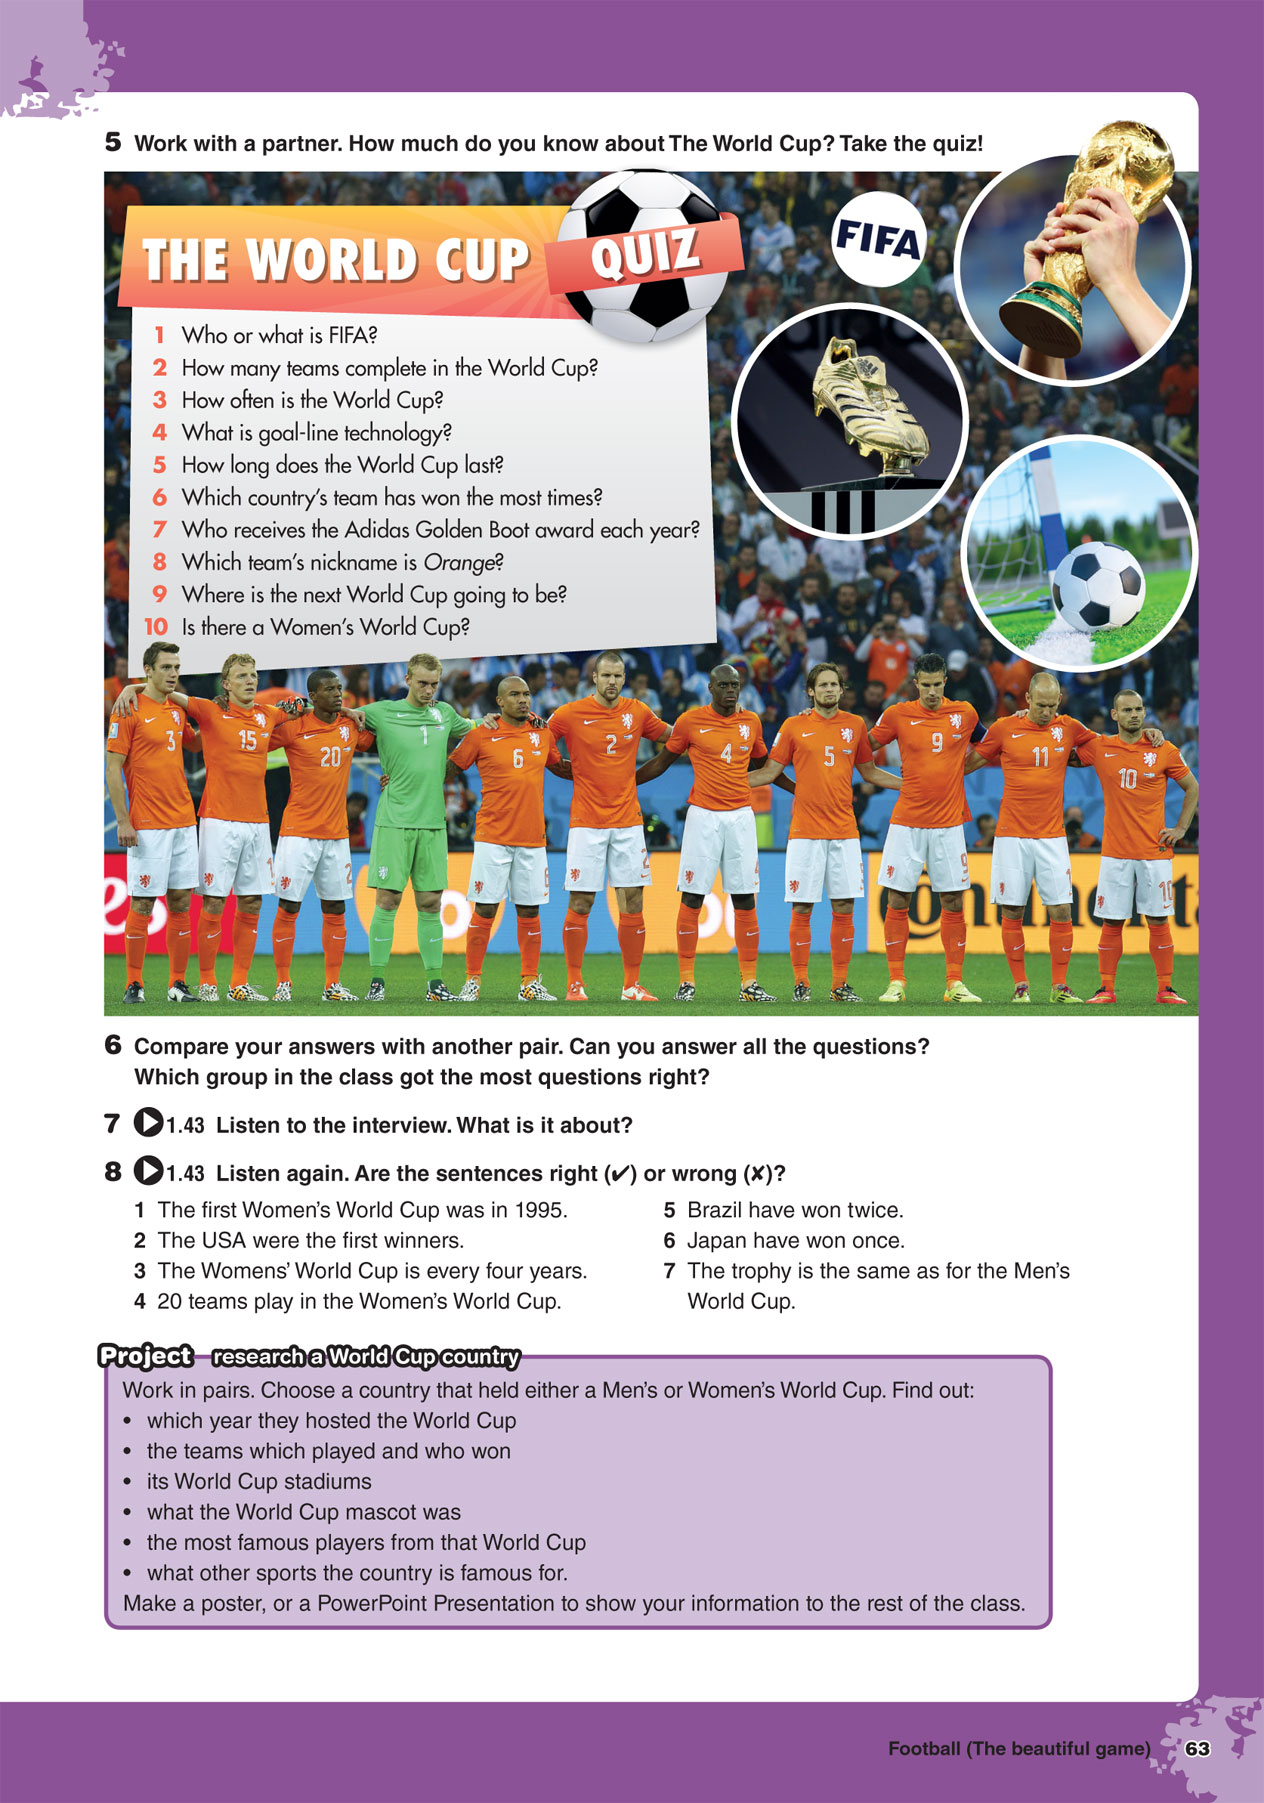 5 Work with a partner. How much do you know about The World Cup? Take the quiz!
THE WORLD CUP QUIZ
FIFA
1 Who or what is FIFA?
2 How many teams complete in the World Cup?
3 How often is the World Cup?
4 What is goal-line technology?
5 How long does the World Cup last?
6 Which country's team has won the most times?
7 Who receives the Adidas Golden Boot award each year?
8 Which team's nickname is Orange?
9 Where is the next World Cup going to be?
10 Is there a Women's World Cup?
3 15 20 1 6 2 4 5 9 11 10
Continenta
6 Compare your answers with another pair. Can you answer all the questions?
Which group in the class got the most questions right?
7 1.43 Listen to the interview. What is it about?
8 1.43 Listen again. Are the sentences right (✔) or wrong (✘)?
1 The first Women's World Cup was in 1995.
2 The USA were the first winners.
3 The Womens' World Cup is every four years.
4 20 teams play in the Women's World Cup.
5 Brazil have won twice.
6 Japan have won once.
7 The trophy is the same as for the Men's
World Cup.
Project research a World Cup country
Work in pairs. Choose a country that held either a Men's or Women's World Cup. Find out:
• which year they hosted the World Cup
• the teams which played and who won
• its World Cup stadiums
• what the World Cup mascot was
• the most famous players from that World Cup
• what other sports the country is famous for.
Make a poster, or a PowerPoint Presentation to show your information to the rest of the class.
Football (The beautiful game) 63